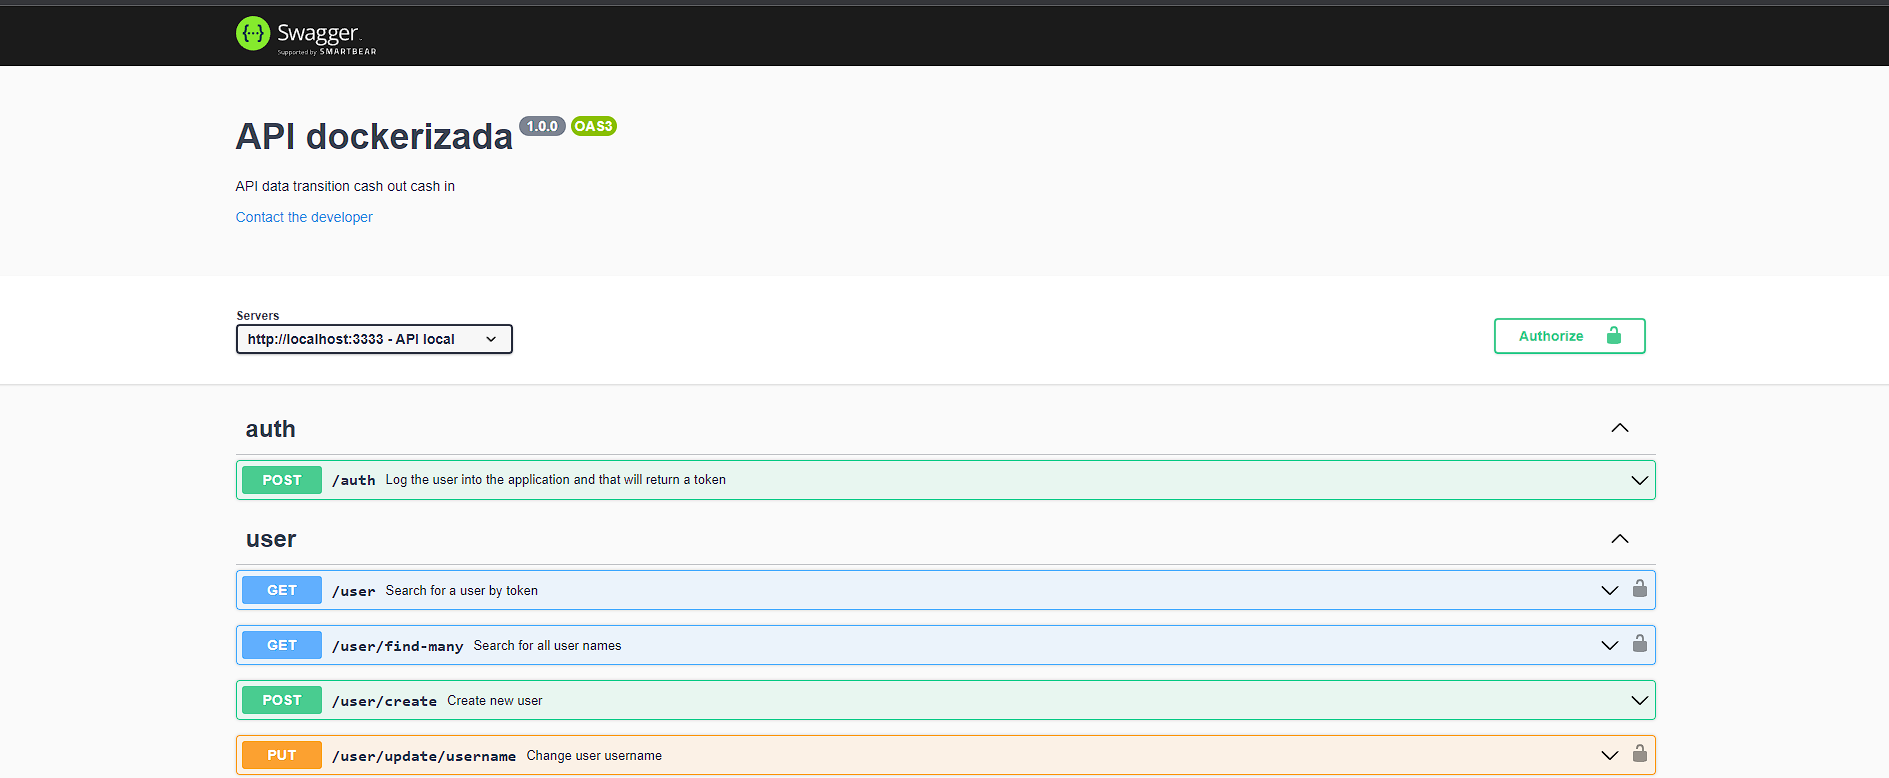 {···} Swagger.
Supported by SMARTBEAR
API dockerizada 1.0.0 OAS3
API data transition cash out cash in
Contact the developer
Servers
http://localhost:3333 - API local
Authorize
auth
POST /auth Log the user into the application and that will return a token
user
GET /user Search for a user by token
GET /user/find-many Search for all user names
POST /user/create Create new user
PUT /user/update/username Change user username